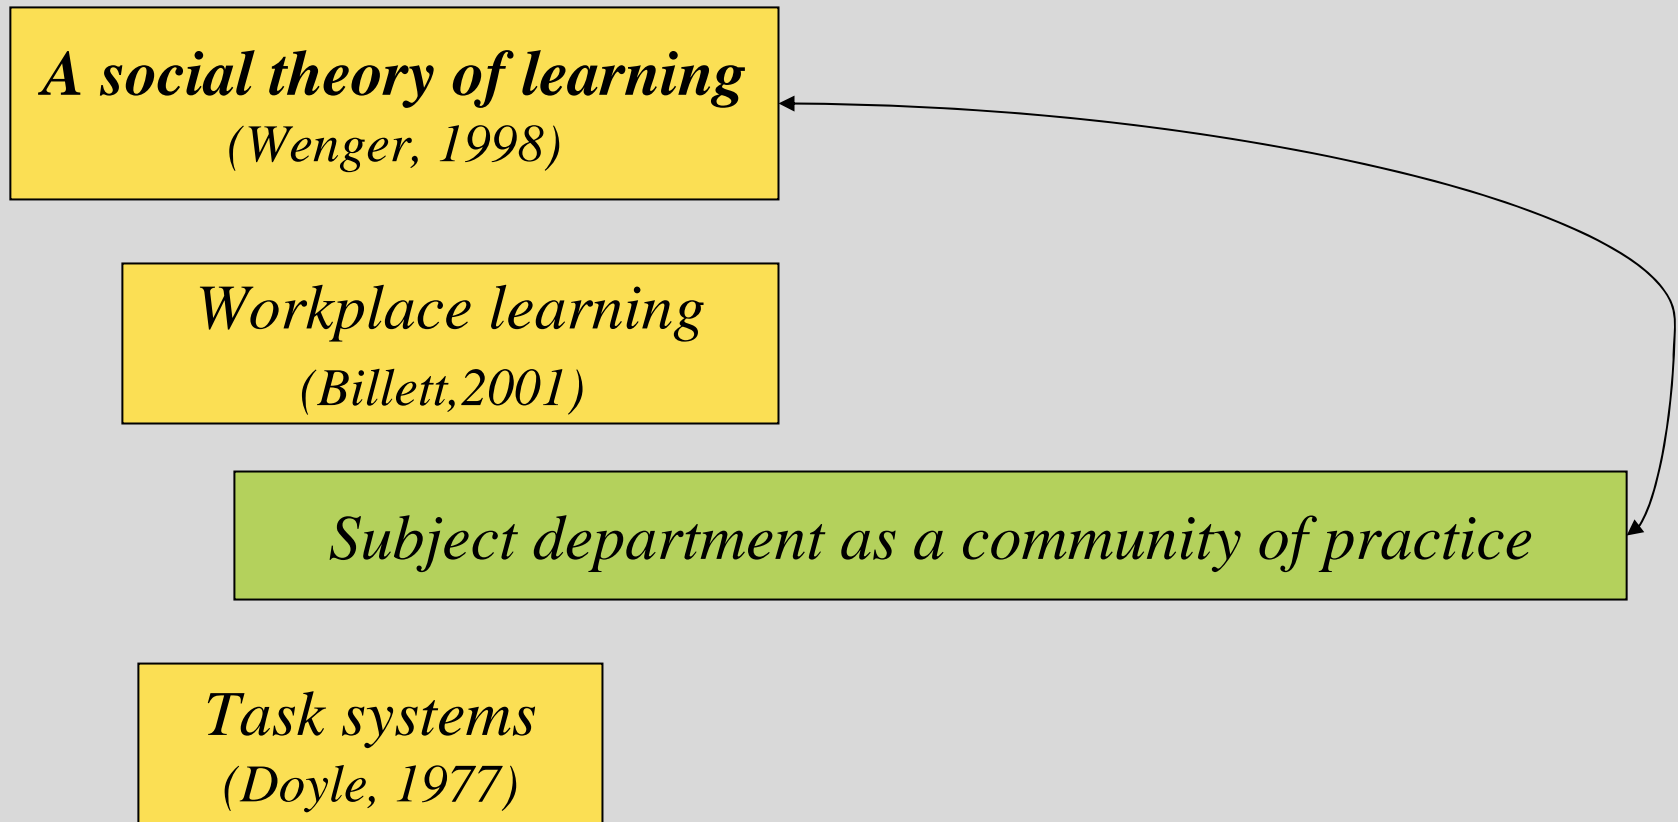 A social theory of learning
(Wenger, 1998)
Workplace learning
(Billett,2001)
Subject department as a community of practice
Task systems
(Doyle, 1977)